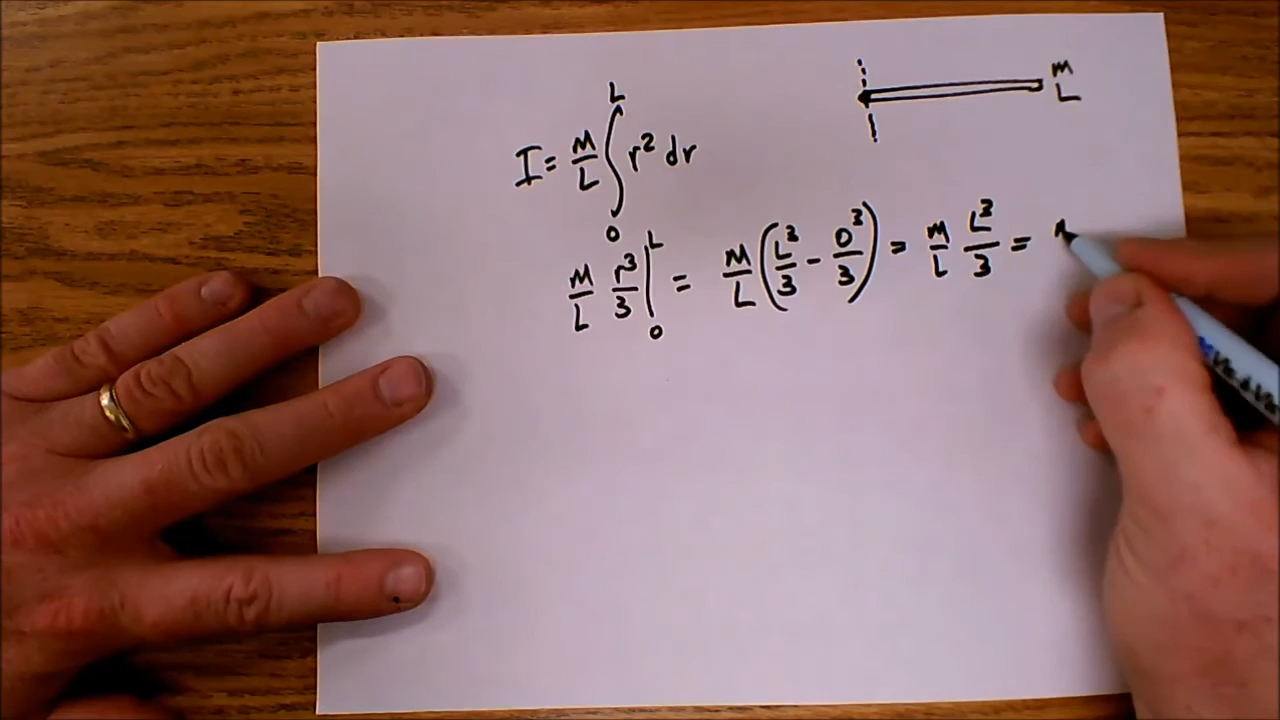 M
L
I = M/L ∫₀ᴸ r² dr
M/L r³/3 |₀ᴸ = M/L (L³/3 - 0³/3) = M/L L³/3 =